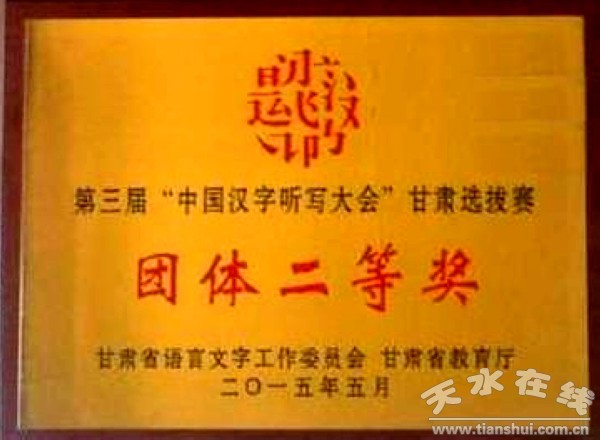 第三届“中国汉字听写大会”甘肃选拔赛
团体二等奖
甘肃省语言文字工作委员会 甘肃省教育厅
二〇一五年五月
天水在线
www.tianshui.com.cn